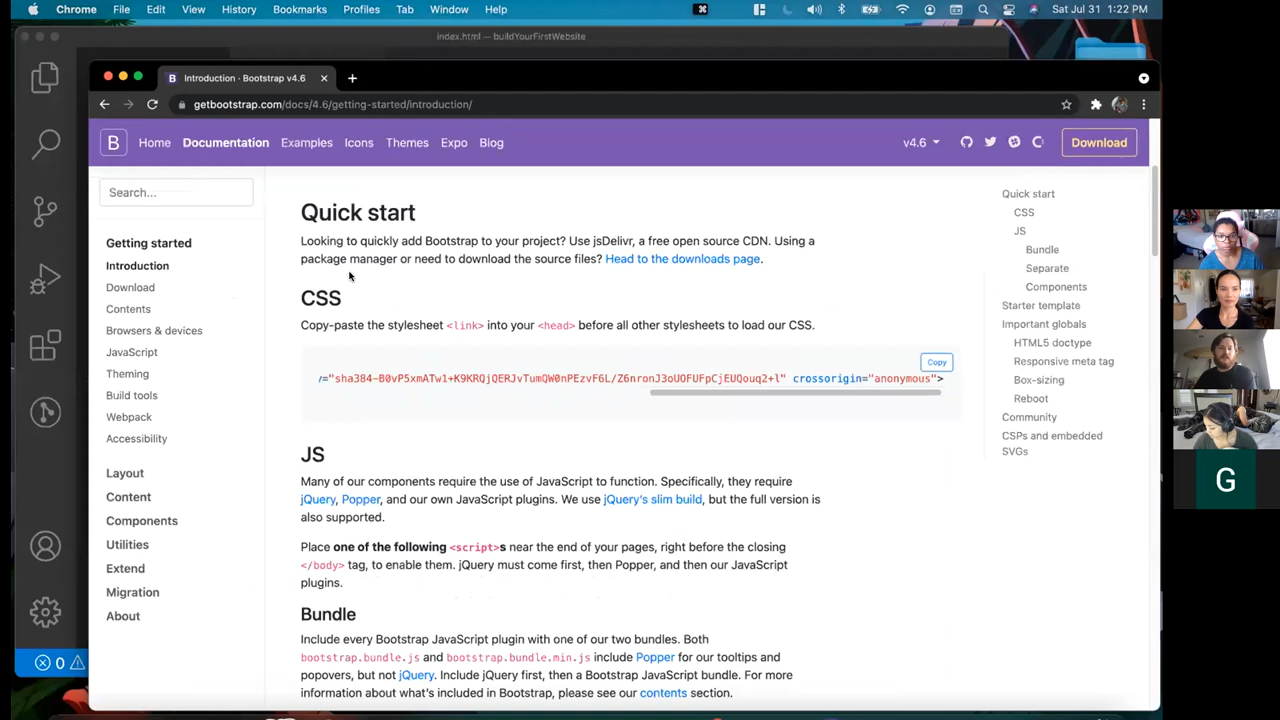 Chrome File Edit View History Bookmarks Profiles Tab Window Help Sat Jul 31 1:22 PM
index.html — buildYourFirstWebsite
Introduction · Bootstrap v4.6
getbootstrap.com/docs/4.6/getting-started/introduction/
B Home Documentation Examples Icons Themes Expo Blog v4.6 Download
Search...
Getting started
Introduction
Download
Contents
Browsers & devices
JavaScript
Theming
Build tools
Webpack
Accessibility
Layout
Content
Components
Utilities
Extend
Migration
About
Quick start
Looking to quickly add Bootstrap to your project? Use jsDelivr, a free open source CDN. Using a
package manager or need to download the source files? Head to the downloads page.
CSS
Copy-paste the stylesheet <link> into your <head> before all other stylesheets to load our CSS.
Copy
y="sha384-B0vP5xmATw1+K9KRQjQERJvTumQW0nPEzvF6L/Z6nronJ3oUOFUFpCjEUQouq2+l" crossorigin="anonymous">
JS
Many of our components require the use of JavaScript to function. Specifically, they require
jQuery, Popper, and our own JavaScript plugins. We use jQuery's slim build, but the full version is
also supported.
Place one of the following <script>s near the end of your pages, right before the closing
</body> tag, to enable them. jQuery must come first, then Popper, and then our JavaScript
plugins.
Bundle
Include every Bootstrap JavaScript plugin with one of our two bundles. Both
bootstrap.bundle.js and bootstrap.bundle.min.js include Popper for our tooltips and
popovers, but not jQuery. Include jQuery first, then a Bootstrap JavaScript bundle. For more
information about what's included in Bootstrap, please see our contents section.
Quick start
CSS
JS
Bundle
Separate
Components
Starter template
Important globals
HTML5 doctype
Responsive meta tag
Box-sizing
Reboot
Community
CSPs and embedded
SVGs
G
0